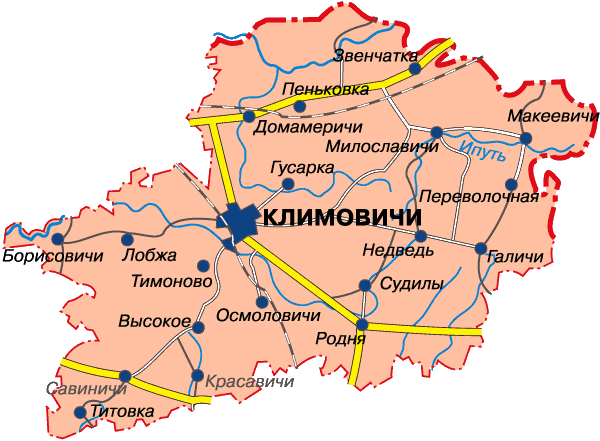 Звенчатка
Пеньковка
Макеевичи
Домамеричи
Милославичи
Ипуть
Гусарка
Переволочная
КЛИМОВИЧИ
Борисовичи
Лобжа
Недведь
Галичи
Тимоново
Судилы
Высокое
Осмоловичи
Родня
Савиничи
Красавичи
Титовка